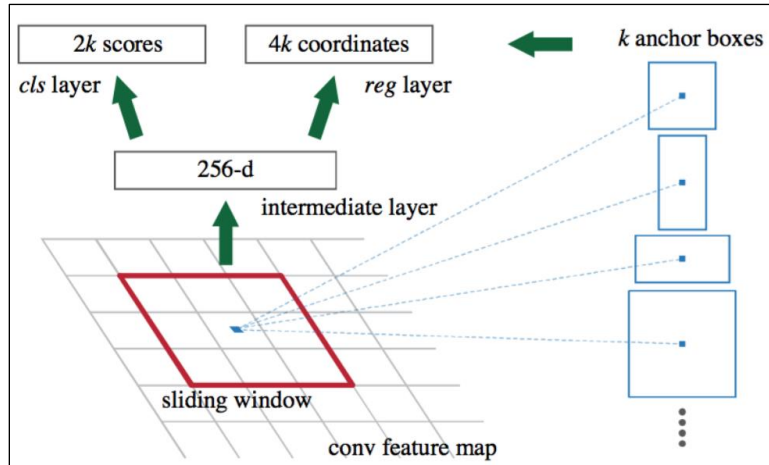 2k scores
4k coordinates
k anchor boxes
cls layer
reg layer
256-d
intermediate layer
sliding window
conv feature map